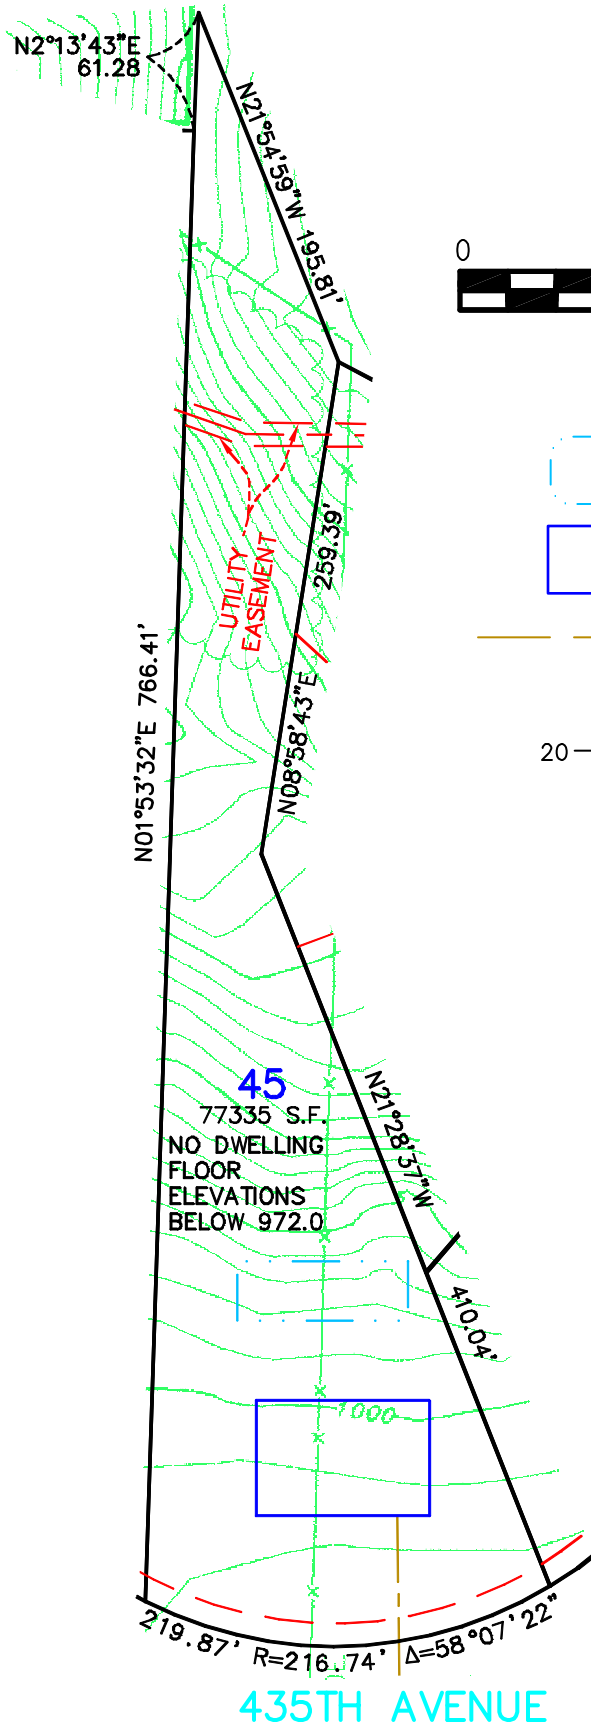 N2°13'43"E
61.28
N21°54'59"W 195.81'
0
UTILITY
EASEMENT
259.39'
N08°58'43"E
N01°53'32"E 766.41'
20
45
77335 S.F.
NO DWELLING
FLOOR
ELEVATIONS
BELOW 972.0
N21°28'37"W
410.04'
1000
219.87' R=216.74' Δ=58°07'22"
435TH AVENUE